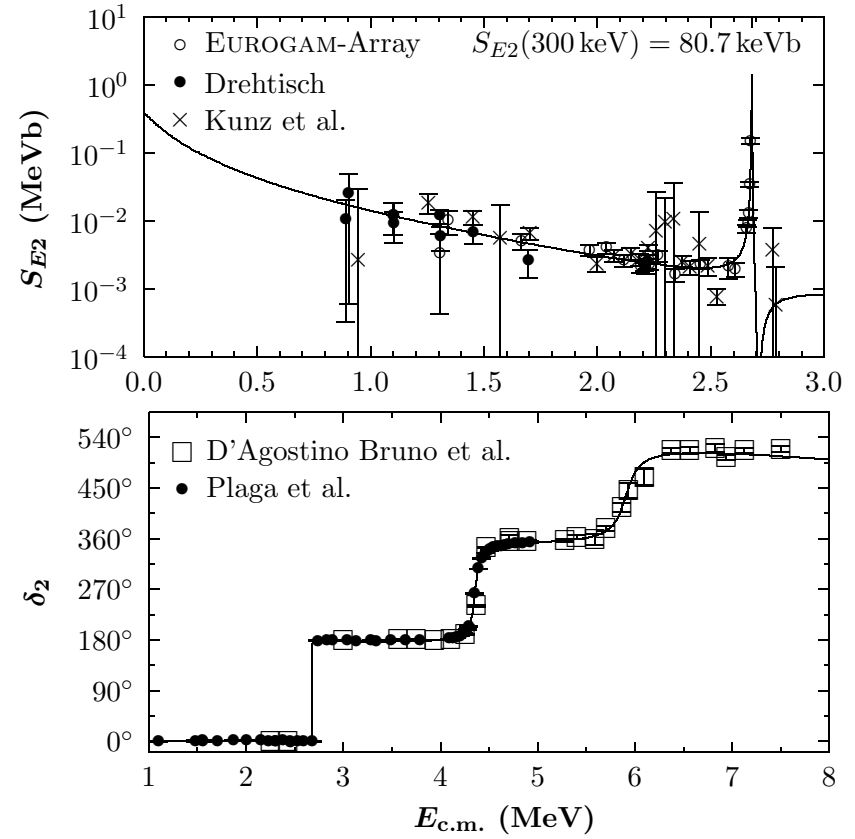 10^1
10^0
10^-1
10^-2
10^-3
10^-4
S_E2 (MeVb)
EUROGAM-Array
Drehtisch
Kunz et al.
S_E2(300 keV) = 80.7 keVb
0.0 0.5 1.0 1.5 2.0 2.5 3.0
540°
450°
360°
270°
180°
90°
0°
δ_2
D'Agostino Bruno et al.
Plaga et al.
1 2 3 4 5 6 7 8
E_c.m. (MeV)